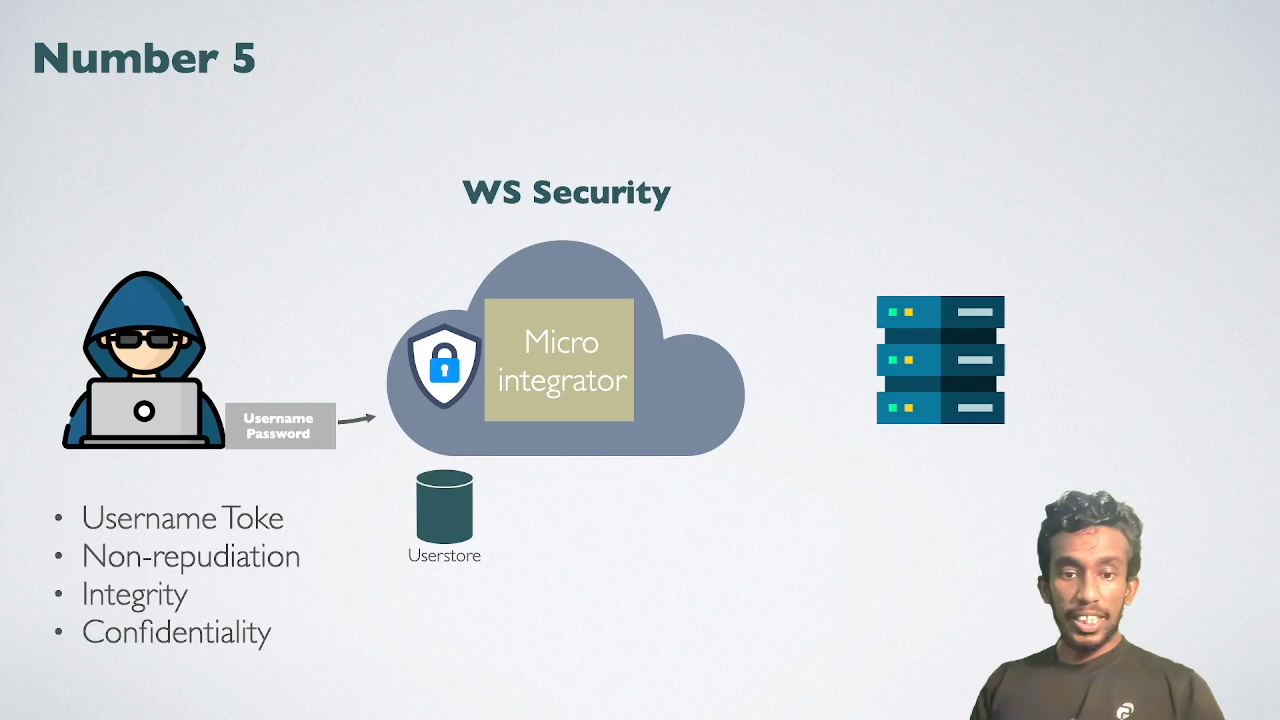 Number 5
WS Security
Micro
integrator
Username
Password
Userstore
• Username Toke
• Non-repudiation
• Integrity
• Confidentiality